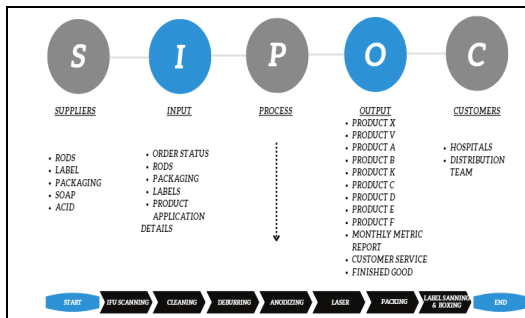 S I P O C
SUPPLIERS
RODS
LABEL
PACKAGING
SOAP
ACID
INPUT
ORDER STATUS
RODS
PACKAGING
LABELS
PRODUCT
APPLICATION
DETAILS
PROCESS
OUTPUT
PRODUCT X
PRODUCT V
PRODUCT A
PRODUCT B
PRODUCT K
PRODUCT C
PRODUCT D
PRODUCT E
PRODUCT F
MONTHLY METRIC
REPORT
CUSTOMER SERVICE
FINISHED GOOD
CUSTOMERS
HOSPITALS
DISTRIBUTION
TEAM
START
IFU SCANNING
CLEANING
DEBURRING
ANODIZING
LASER
PACKING
LABEL SANNING
& BOXING
END